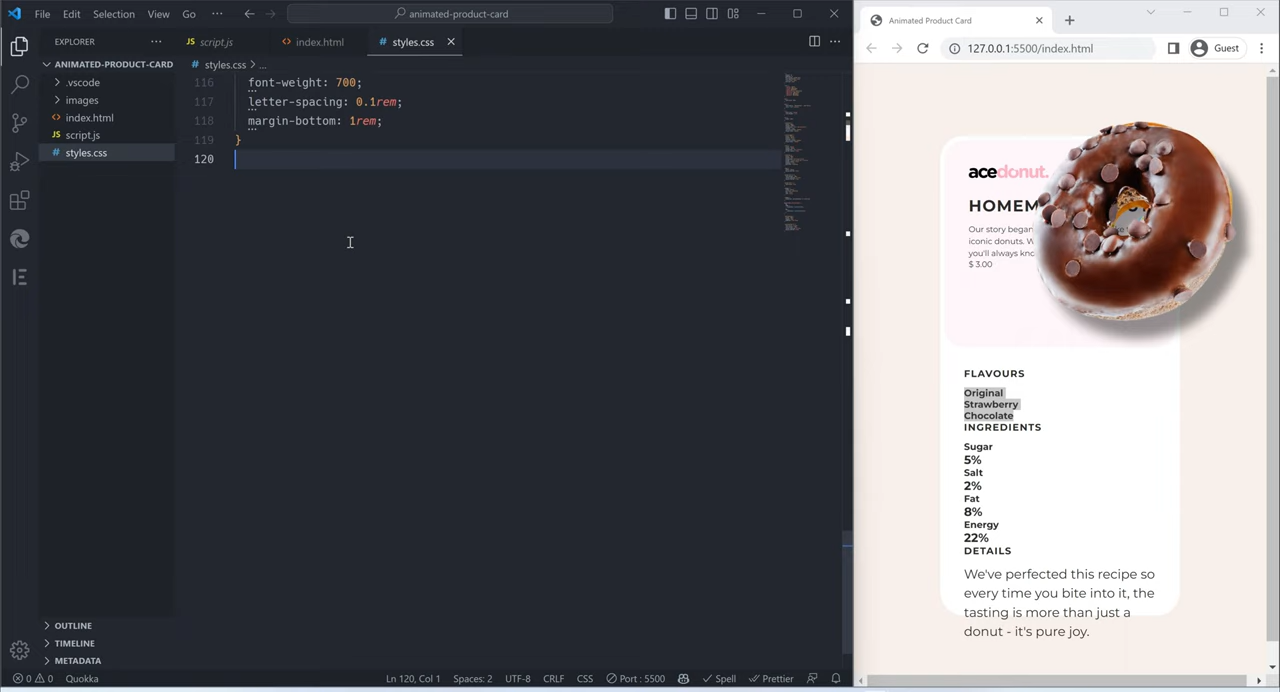 File Edit Selection View Go ··· animated-product-card
EXPLORER ···
ANIMATED-PRODUCT-CARD
.vscode
images
index.html
script.js
styles.css
OUTLINE
TIMELINE
METADATA
JS script.js <> index.html # styles.css
# styles.css > ...
116 font-weight: 700;
117 letter-spacing: 0.1rem;
118 margin-bottom: 1rem;
119 }
120
0 0 Quokka Ln 120, Col 1 Spaces: 2 UTF-8 CRLF CSS Port : 5500 Spell Prettier
Animated Product Card
127.0.0.1:5500/index.html Guest
acedonut.
HOMEM
Our story began
iconic donuts. W
you'll always kno
$ 3.00
FLAVOURS
Original
Strawberry
Chocolate
INGREDIENTS
Sugar
5%
Salt
2%
Fat
8%
Energy
22%
DETAILS
We've perfected this recipe so
every time you bite into it, the
tasting is more than just a
donut - it's pure joy.